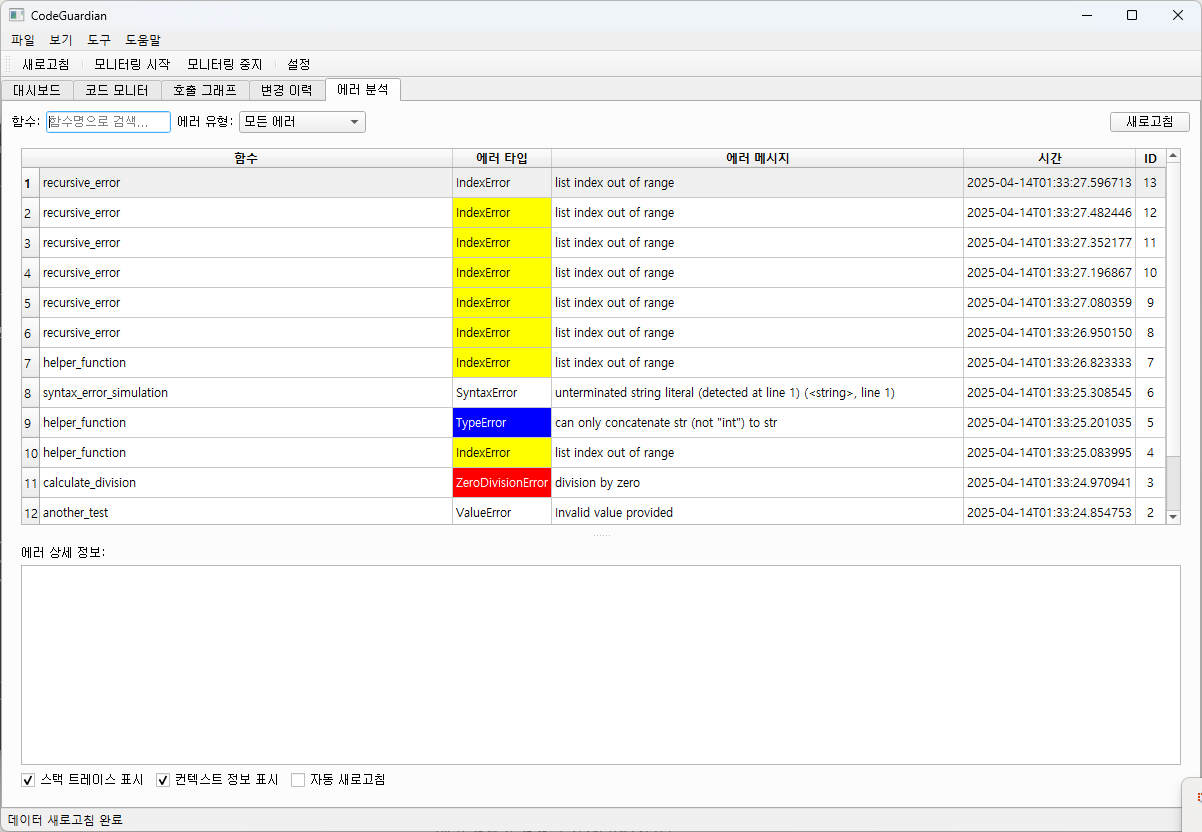 CodeGuardian
파일 보기 도구 도움말
새로고침 모니터링 시작 모니터링 중지 설정
대시보드 코드 모니터 호출 그래프 변경 이력 에러 분석
함수: 함수명으로 검색... 에러 유형: 모든 에러 새로고침
함수 에러 타입 에러 메시지 시간 ID
1 recursive_error IndexError list index out of range 2025-04-14T01:33:27.596713 13
2 recursive_error IndexError list index out of range 2025-04-14T01:33:27.482446 12
3 recursive_error IndexError list index out of range 2025-04-14T01:33:27.352177 11
4 recursive_error IndexError list index out of range 2025-04-14T01:33:27.196867 10
5 recursive_error IndexError list index out of range 2025-04-14T01:33:27.080359 9
6 recursive_error IndexError list index out of range 2025-04-14T01:33:26.950150 8
7 helper_function IndexError list index out of range 2025-04-14T01:33:26.823333 7
8 syntax_error_simulation SyntaxError unterminated string literal (detected at line 1) (<string>, line 1) 2025-04-14T01:33:25.308545 6
9 helper_function TypeError can only concatenate str (not "int") to str 2025-04-14T01:33:25.201035 5
10 helper_function IndexError list index out of range 2025-04-14T01:33:25.083995 4
11 calculate_division ZeroDivisionError division by zero 2025-04-14T01:33:24.970941 3
12 another_test ValueError Invalid value provided 2025-04-14T01:33:24.854753 2
에러 상세 정보:
스택 트레이스 표시 컨텍스트 정보 표시 자동 새로고침
데이터 새로고침 완료